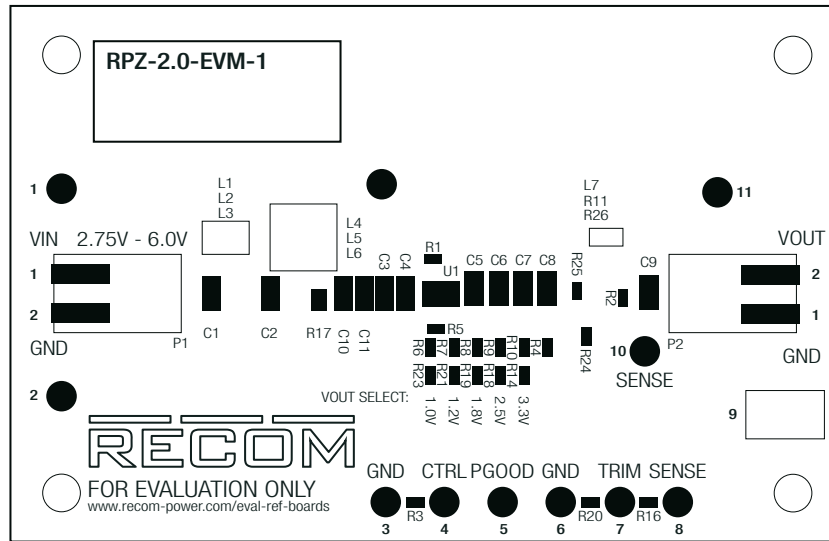 RPZ-2.0-EVM-1
1
11
L1
L2
L3
L4
L5
L6
L7
R11
R26
VIN 2.75V - 6.0V
VOUT
1
2
2
1
GND
GND
P1
P2
C1
C2
R17
C10
C11
C3
C4
R1
U1
C5
C6
C7
C8
R25
R2
C9
R5
R6
R7
R8
R9
R10
R4
R24
10
SENSE
R23
R21
R19
R18
R14
2
VOUT SELECT:
1.0V
1.2V
1.8V
2.5V
3.3V
9
RECOM
FOR EVALUATION ONLY
www.recom-power.com/eval-ref-boards
GND CTRL PGOOD GND TRIM SENSE
R3 R20 R16
3 4 5 6 7 8